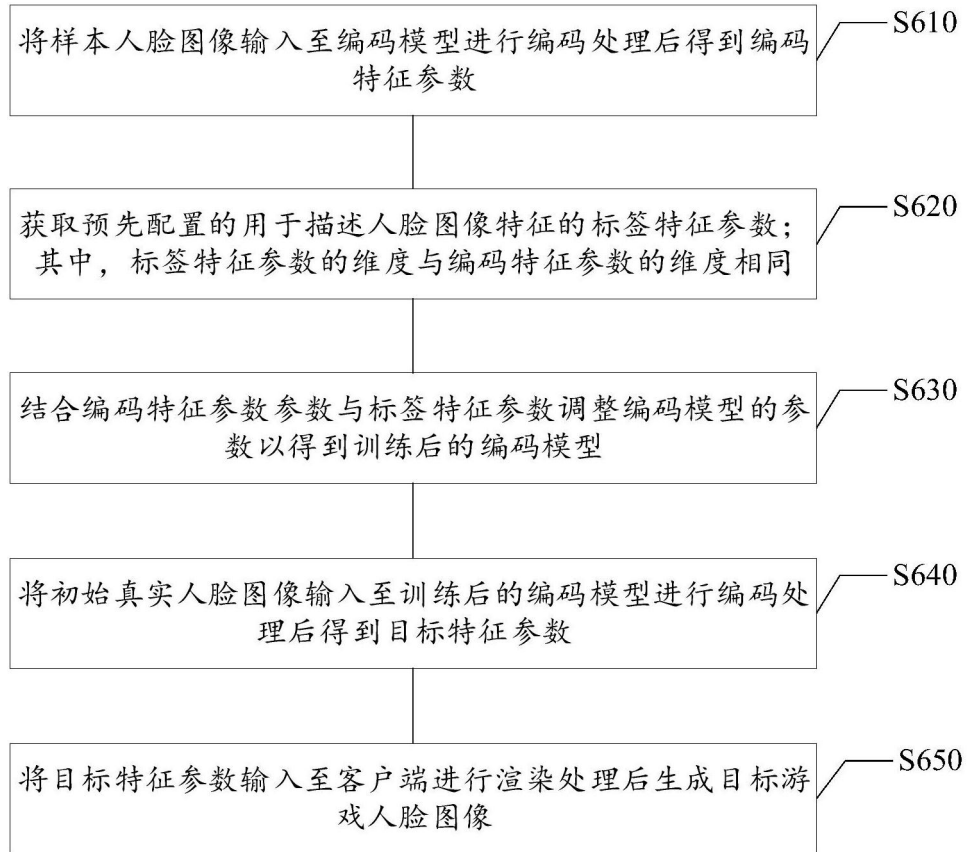 将样本人脸图像输入至编码模型进行编码处理后得到编码
特征参数
S610
获取预先配置的用于描述人脸图像特征的标签特征参数；
其中，标签特征参数的维度与编码特征参数的维度相同
S620
结合编码特征参数参数与标签特征参数调整编码模型的参
数以得到训练后的编码模型
S630
将初始真实人脸图像输入至训练后的编码模型进行编码处
理后得到目标特征参数
S640
将目标特征参数输入至客户端进行渲染处理后生成目标游
戏人脸图像
S650